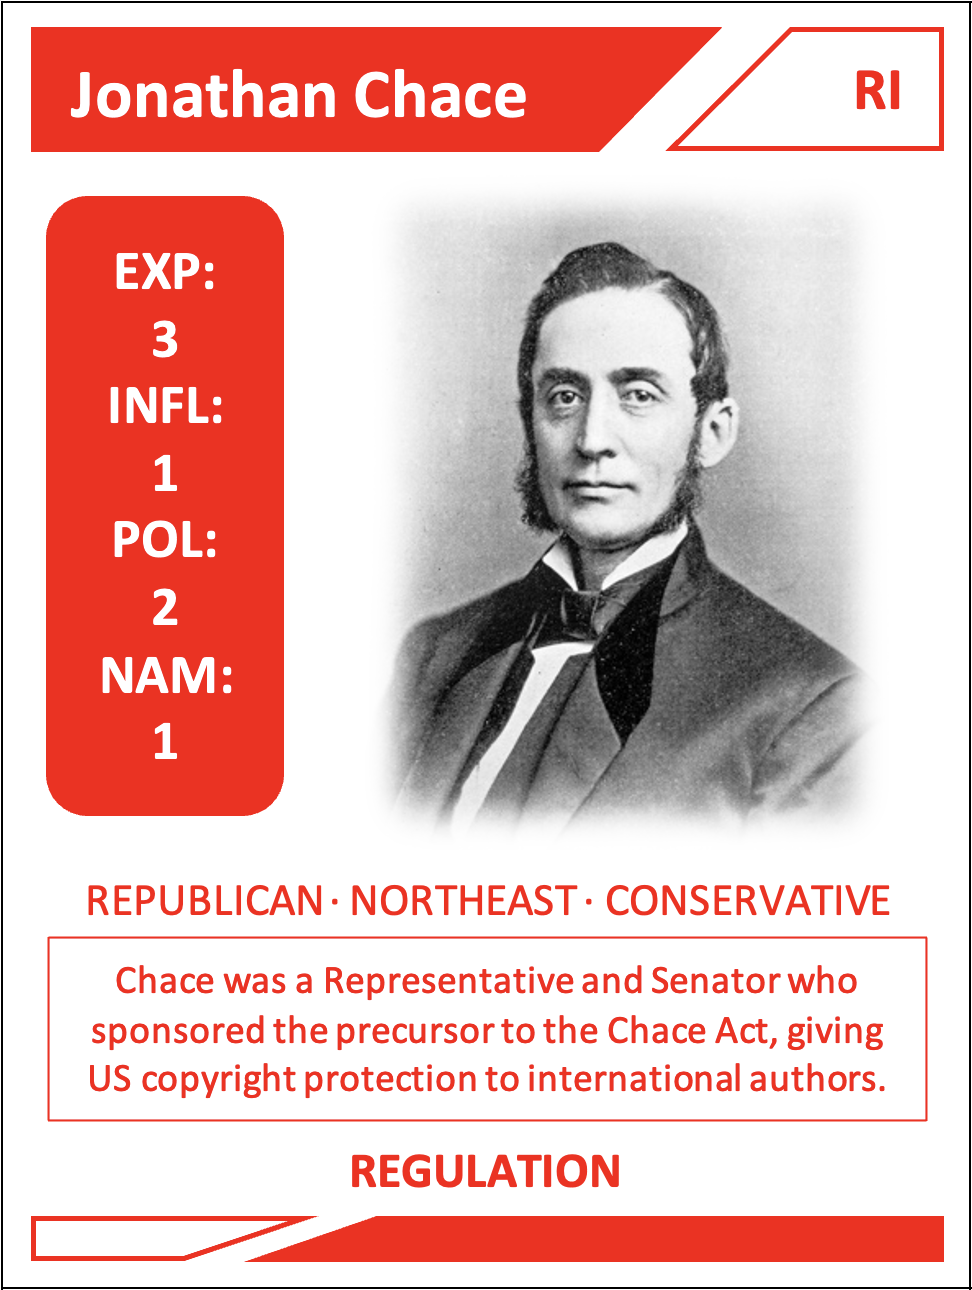 Jonathan Chace
RI
EXP:
3
INFL:
1
POL:
2
NAM:
1
REPUBLICAN · NORTHEAST · CONSERVATIVE
Chace was a Representative and Senator who
sponsored the precursor to the Chace Act, giving
US copyright protection to international authors.
REGULATION